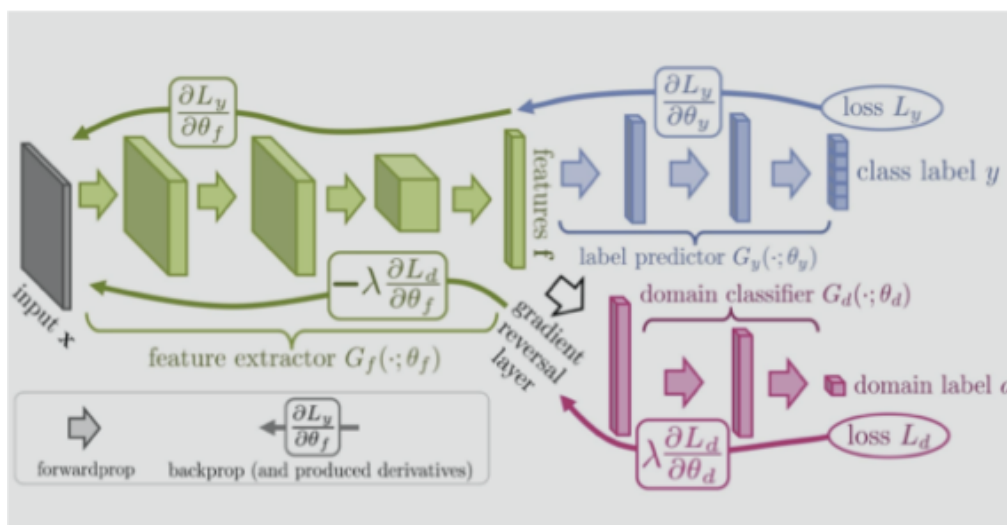 ∂L_y/∂θ_f
∂L_y/∂θ_y
loss L_y
features f
class label y
label predictor G_y(·;θ_y)
input x
−λ ∂L_d/∂θ_f
feature extractor G_f(·;θ_f)
gradient
reversal
layer
domain classifier G_d(·;θ_d)
domain label d
λ ∂L_d/∂θ_d
loss L_d
forwardprop
∂L_y/∂θ_f
backprop (and produced derivatives)